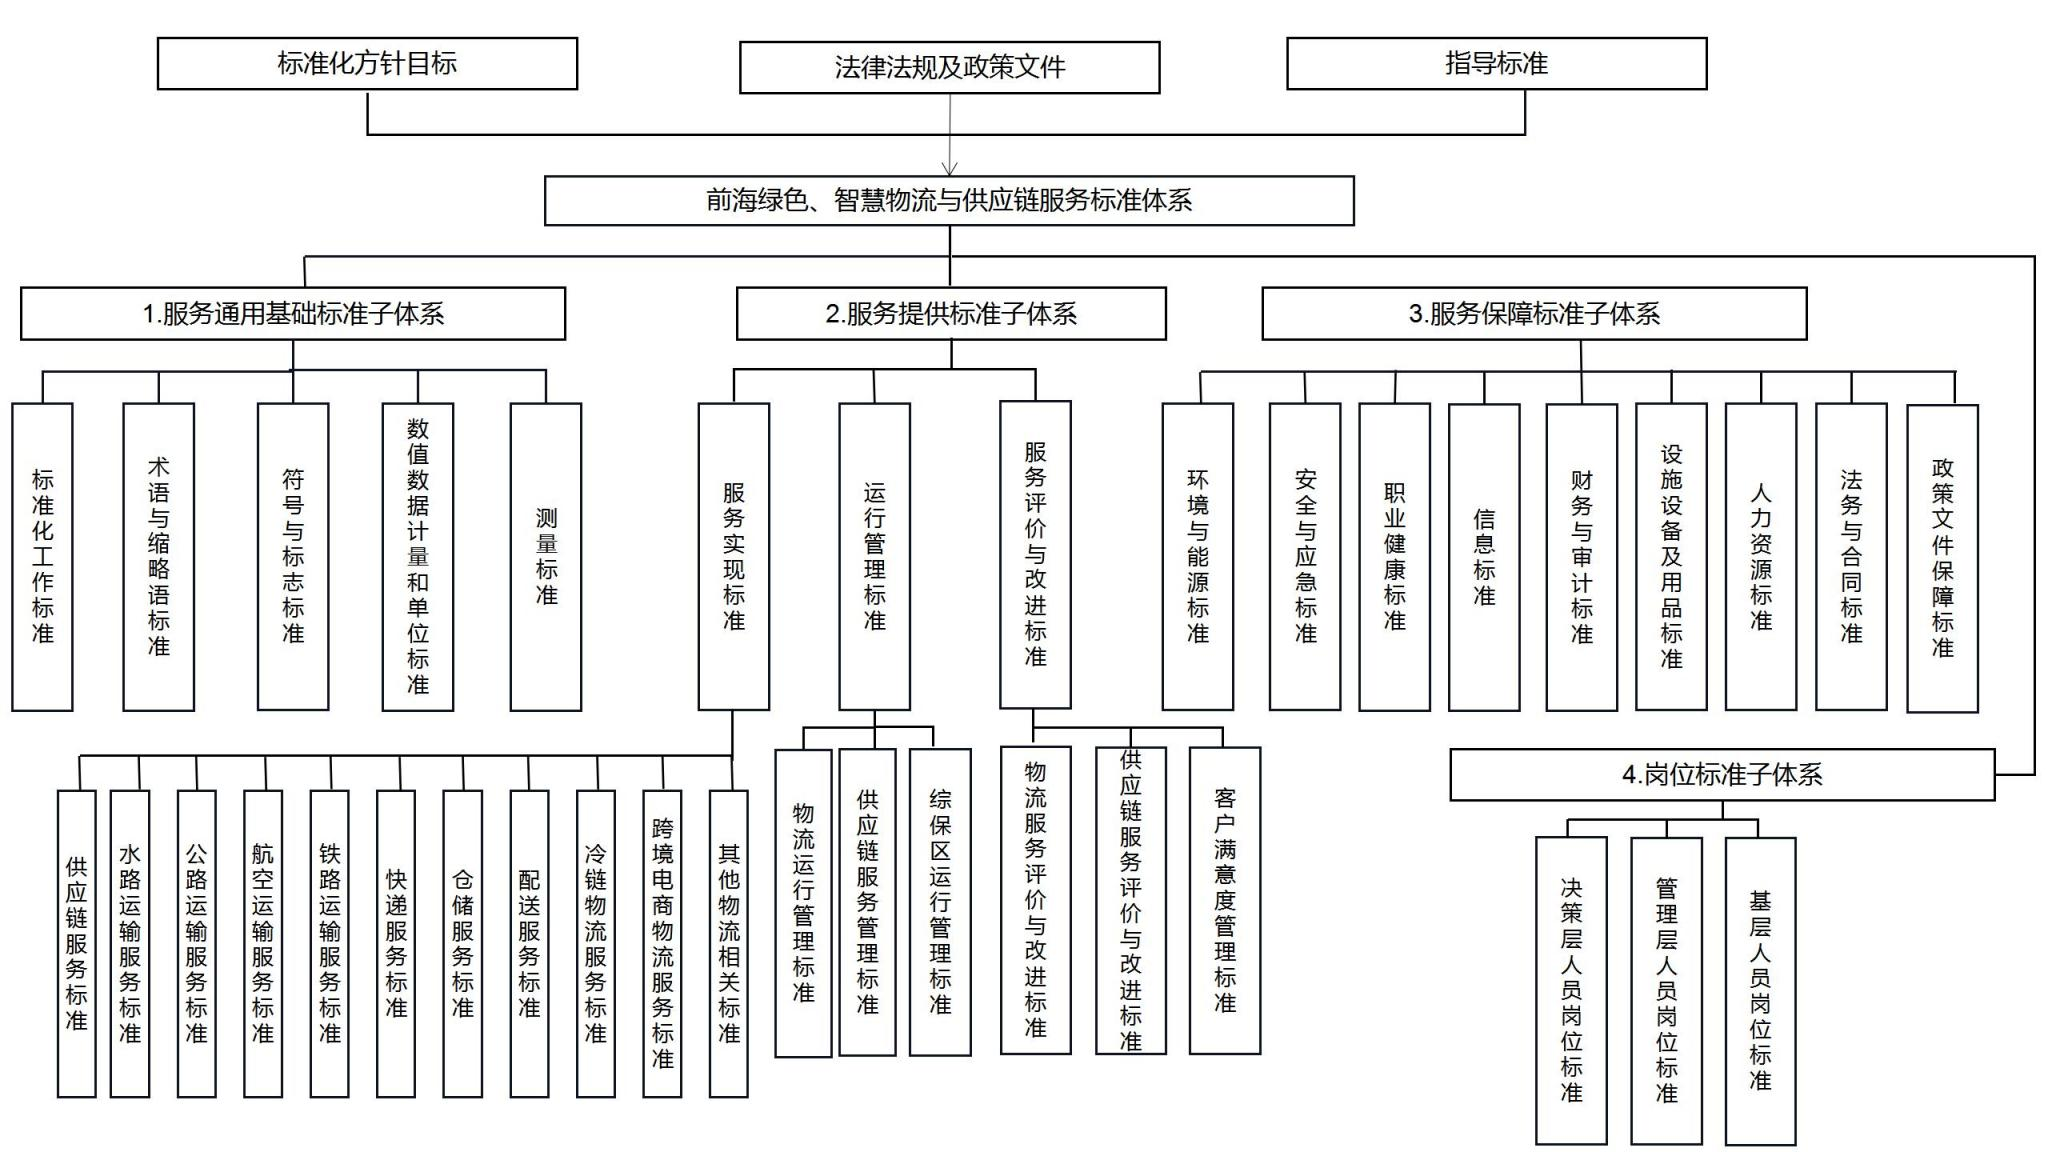 标准化方针目标
法律法规及政策文件
指导标准
前海绿色、智慧物流与供应链服务标准体系
1.服务通用基础标准子体系
2.服务提供标准子体系
3.服务保障标准子体系
标准化工作标准
术语与缩略语标准
符号与标志标准
数值数据计量和单位标准
测量标准
服务实现标准
运行管理标准
服务评价与改进标准
环境与能源标准
安全与应急标准
职业健康标准
信息标准
财务与审计标准
设施设备及用品标准
人力资源标准
法务与合同标准
政策文件保障标准
供应链服务标准
水路运输服务标准
公路运输服务标准
航空运输服务标准
铁路运输服务标准
快递服务标准
仓储服务标准
配送服务标准
冷链物流服务标准
跨境电商物流服务标准
其他物流相关标准
物流运行管理标准
供应链服务管理标准
综保区运行管理标准
物流服务评价与改进标准
供应链服务评价与改进标准
客户满意度管理标准
4.岗位标准子体系
决策层人员岗位标准
管理层人员岗位标准
基层人员岗位标准